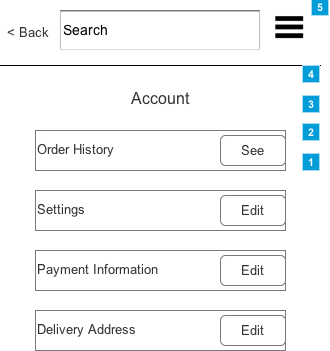 5
< Back
Search
4
Account
3
2
Order History
See
1
Settings
Edit
Payment Information
Edit
Delivery Address
Edit